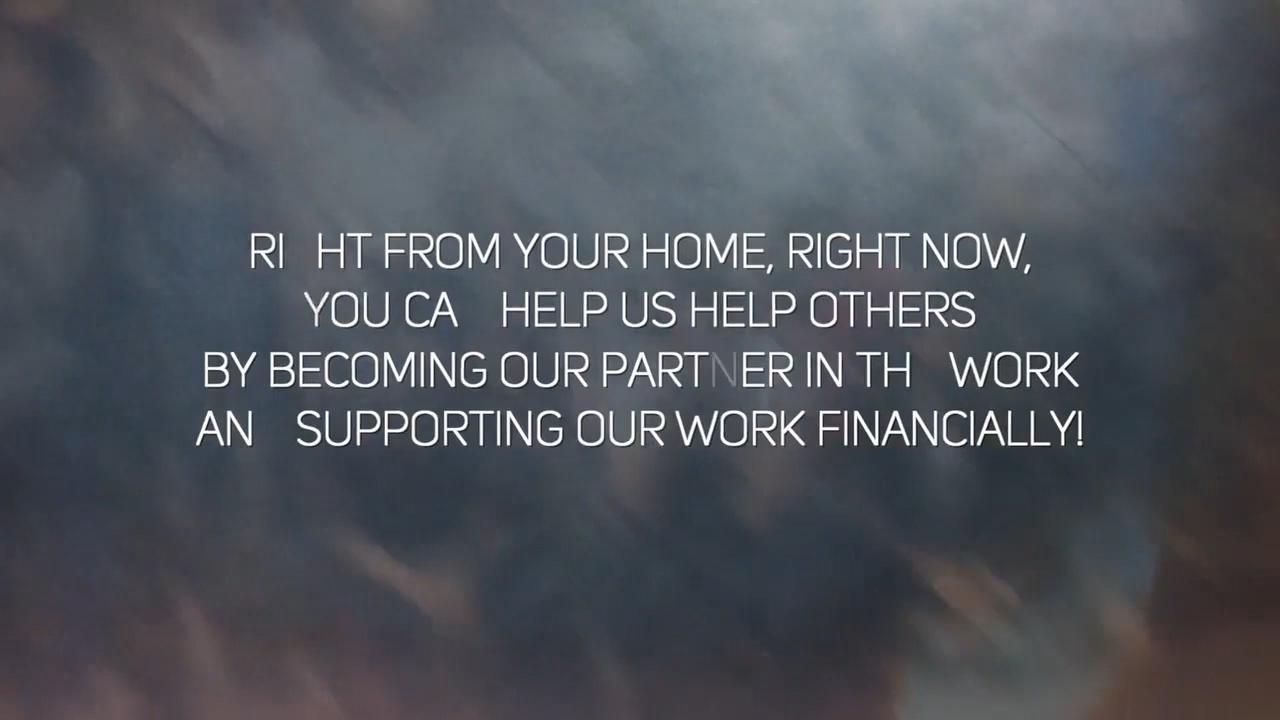 RI HT FROM YOUR HOME, RIGHT NOW,
YOU CA HELP US HELP OTHERS
BY BECOMING OUR PARTNER IN TH WORK
AN SUPPORTING OUR WORK FINANCIALLY!